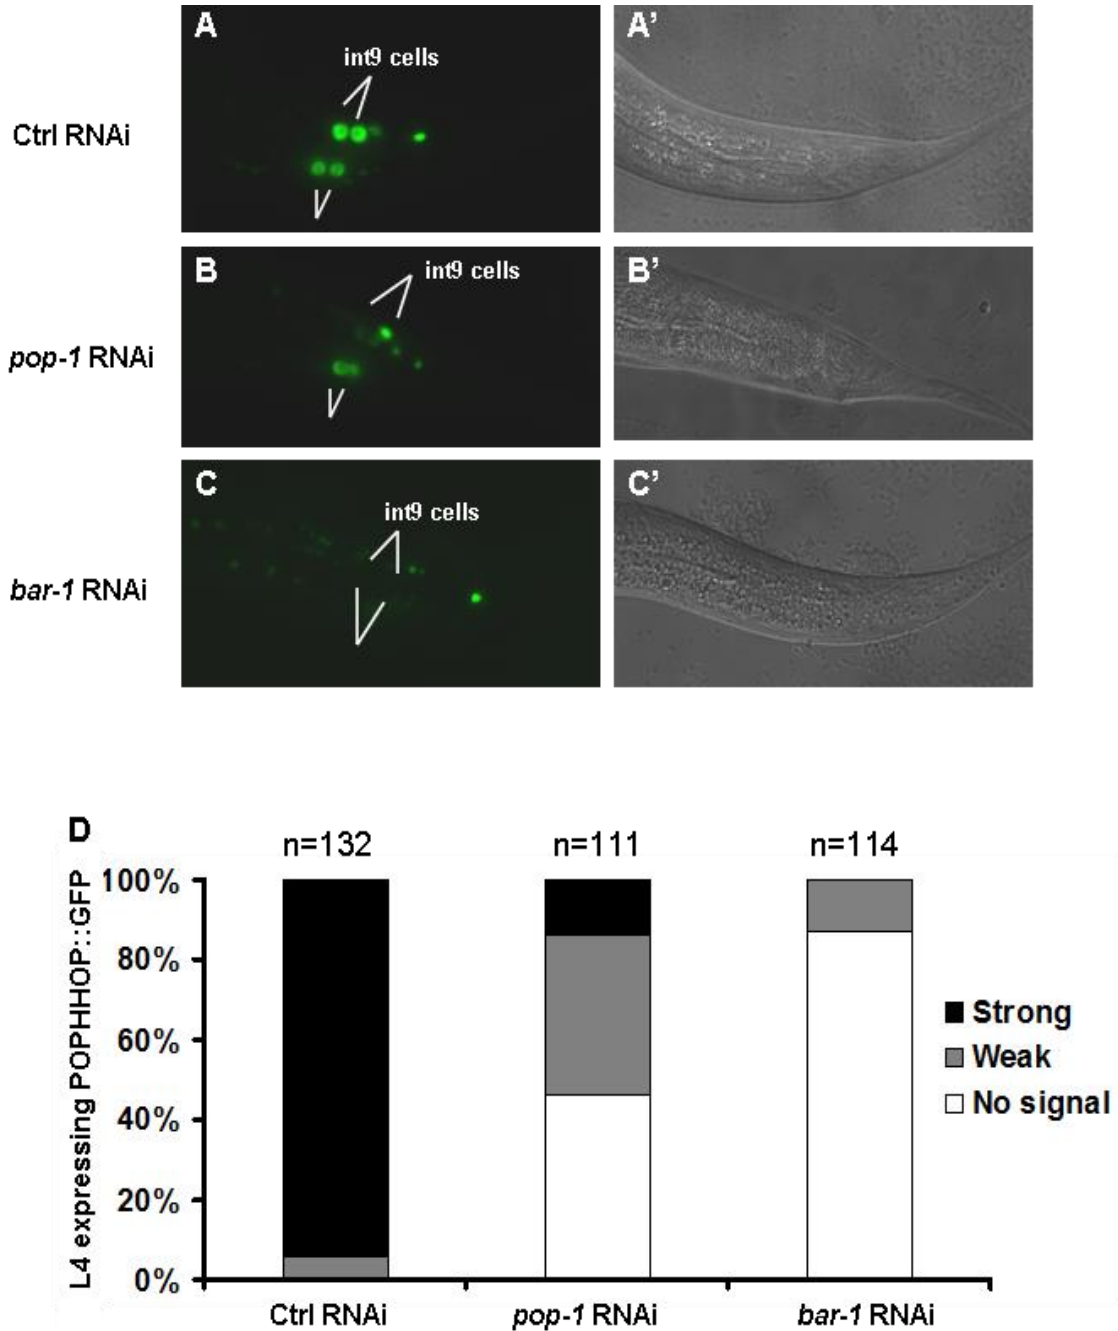 A
int9 cells
A’
Ctrl RNAi
B
int9 cells
B’
pop-1 RNAi
C
int9 cells
C’
bar-1 RNAi
D
n=132
n=111
n=114
L4 expressing POPHHOP::GFP
100%
80%
60%
40%
20%
0%
Strong
Weak
No signal
Ctrl RNAi
pop-1 RNAi
bar-1 RNAi